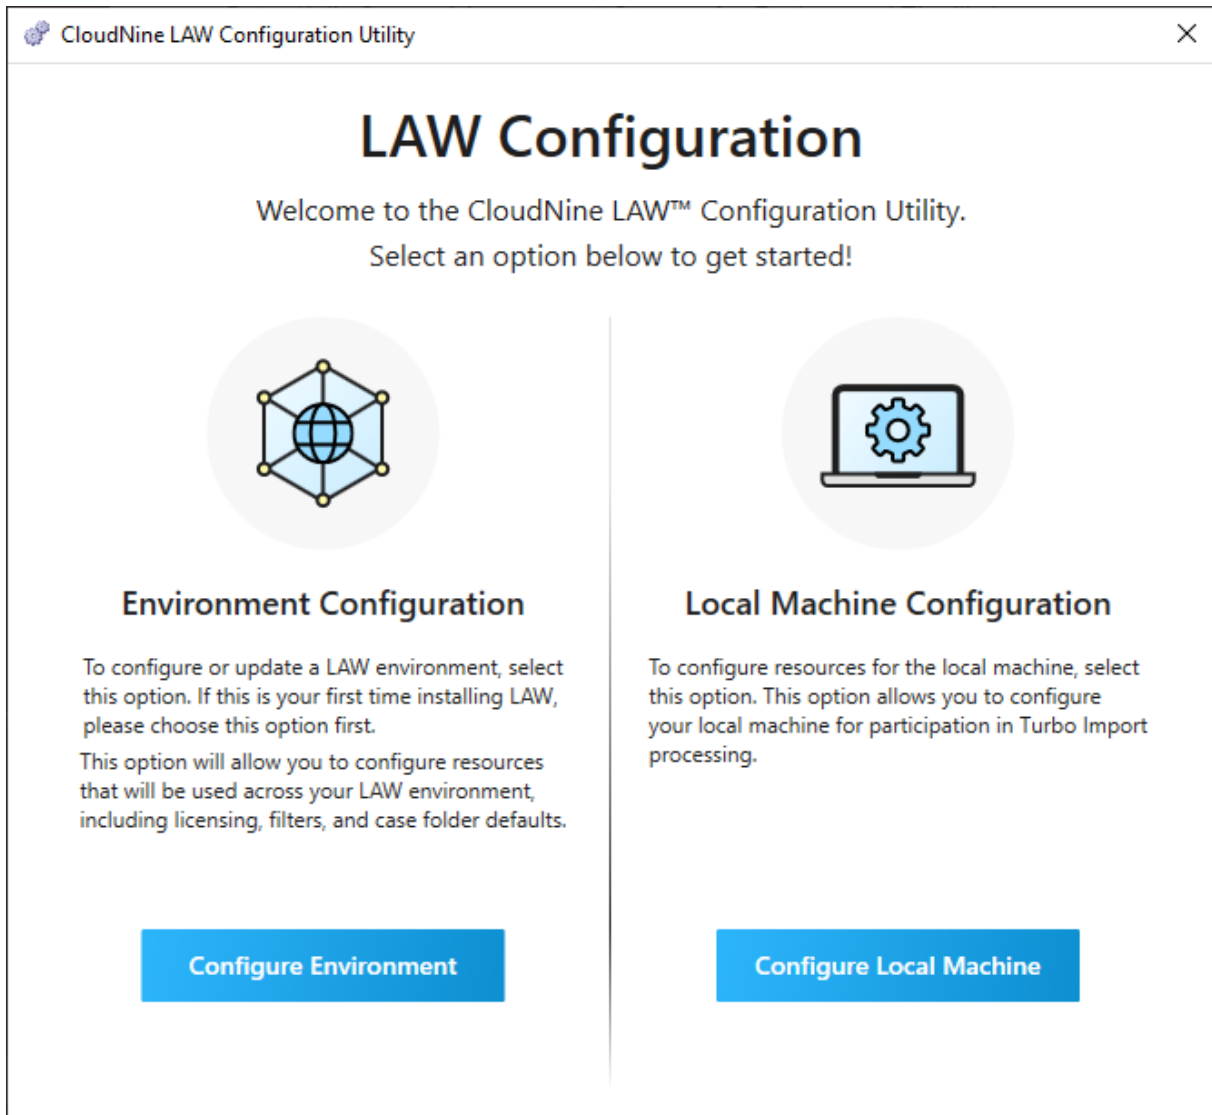 CloudNine LAW Configuration Utility
LAW Configuration
Welcome to the CloudNine LAW™ Configuration Utility.
Select an option below to get started!
Environment Configuration
To configure or update a LAW environment, select
this option. If this is your first time installing LAW,
please choose this option first.
This option will allow you to configure resources
that will be used across your LAW environment,
including licensing, filters, and case folder defaults.
Configure Environment
Local Machine Configuration
To configure resources for the local machine, select
this option. This option allows you to configure
your local machine for participation in Turbo Import
processing.
Configure Local Machine